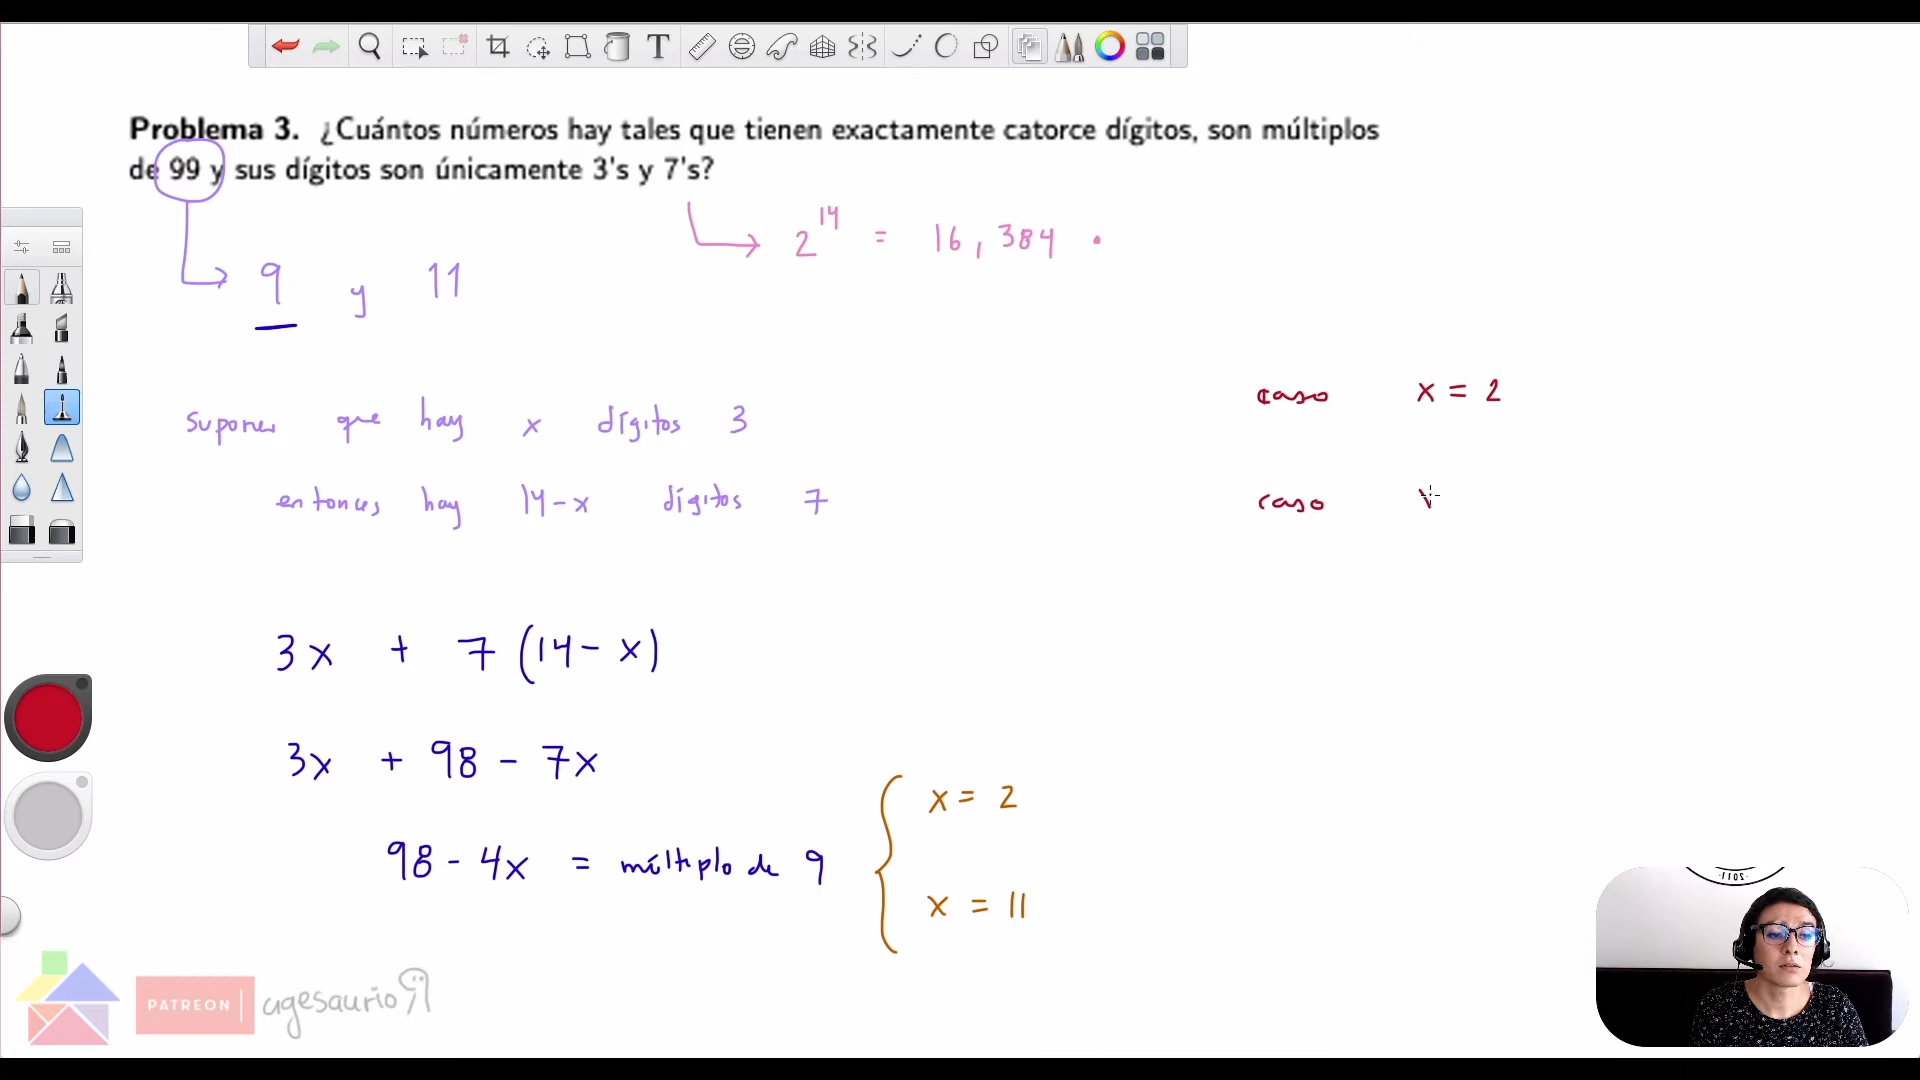 Problema 3. ¿Cuántos números hay tales que tienen exactamente catorce dígitos, son múltiplos
de 99 y sus dígitos son únicamente 3's y 7's?
2^14 = 16,384 .
9 y 11
caso x = 2
suponer que hay x dígitos 3
entonces hay 14-x dígitos 7
caso
3x + 7 (14 - x)
3x + 98 - 7x
x = 2
98 - 4x = múltiplo de 9
x = 11
PATREON | agesaurio
2011
T